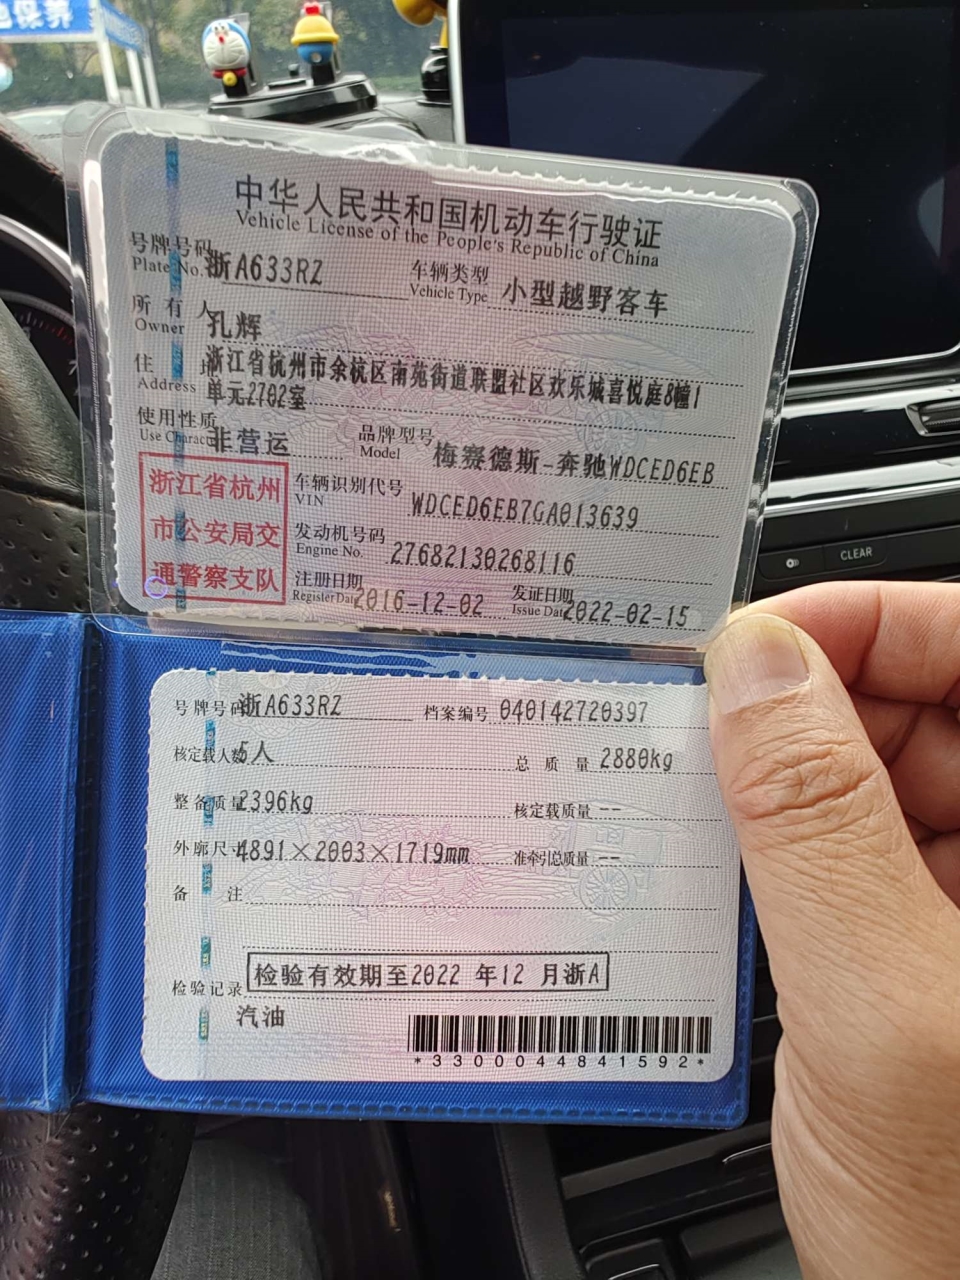 地保养
中华人民共和国机动车行驶证
Vehicle License of the People's Republic of China
号牌号码 浙A633RZ 车辆类型 小型越野客车
Plate No. Vehicle Type
所有人 孔辉
Owner
住 址 浙江省杭州市余杭区南苑街道联盟社区欢乐城喜悦庭8幢1
Address 单元2702室
使用性质 非营运 品牌型号 梅赛德斯-奔驰WDCED6EB
Use Charact Model
浙江省杭州
市公安局交
通警察支队
车辆识别代号 WDCED6EB7GA013639
VIN
发动机号码 27682130268116
Engine No.
注册日期 2016-12-02 发证日期 2022-02-15
Register Dat Issue Dat
号牌号码 浙A633RZ 档案编号 040142720397
核定载人数 5人 总质量 2880kg
整备质量 2396kg 核定载质量 --
外廓尺寸 4891×2003×1719mm 准牵引总质量 --
备 注
检验记录 检验有效期至2022 年12 月浙A
汽油
*3300044841592*
CLEAR